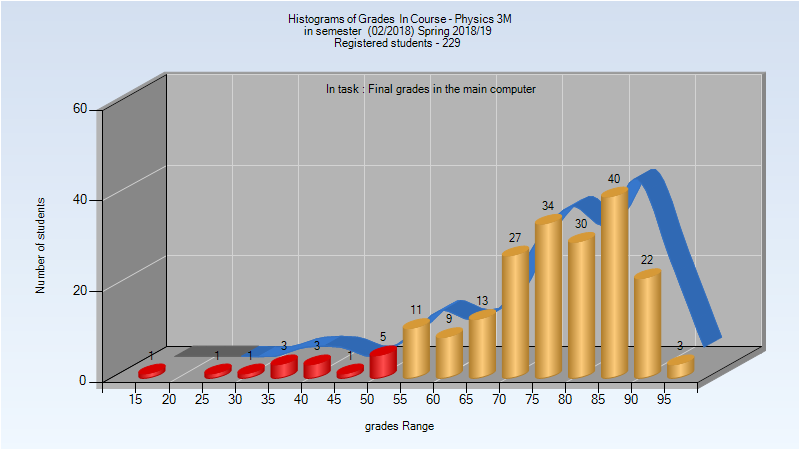 Histograms of Grades In Course - Physics 3M
in semester (02/2018) Spring 2018/19
Registered students - 229
In task : Final grades in the main computer
60
40
20
0
Number of students
1
1
1
3
3
1
5
11
9
13
27
34
30
40
22
3
15 20 25 30 35 40 45 50 55 60 65 70 75 80 85 90 95
grades Range